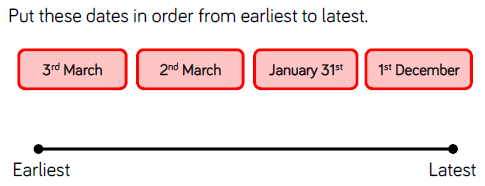 Put these dates in order from earliest to latest.
3rd March 2nd March January 31st 1st December
Earliest Latest